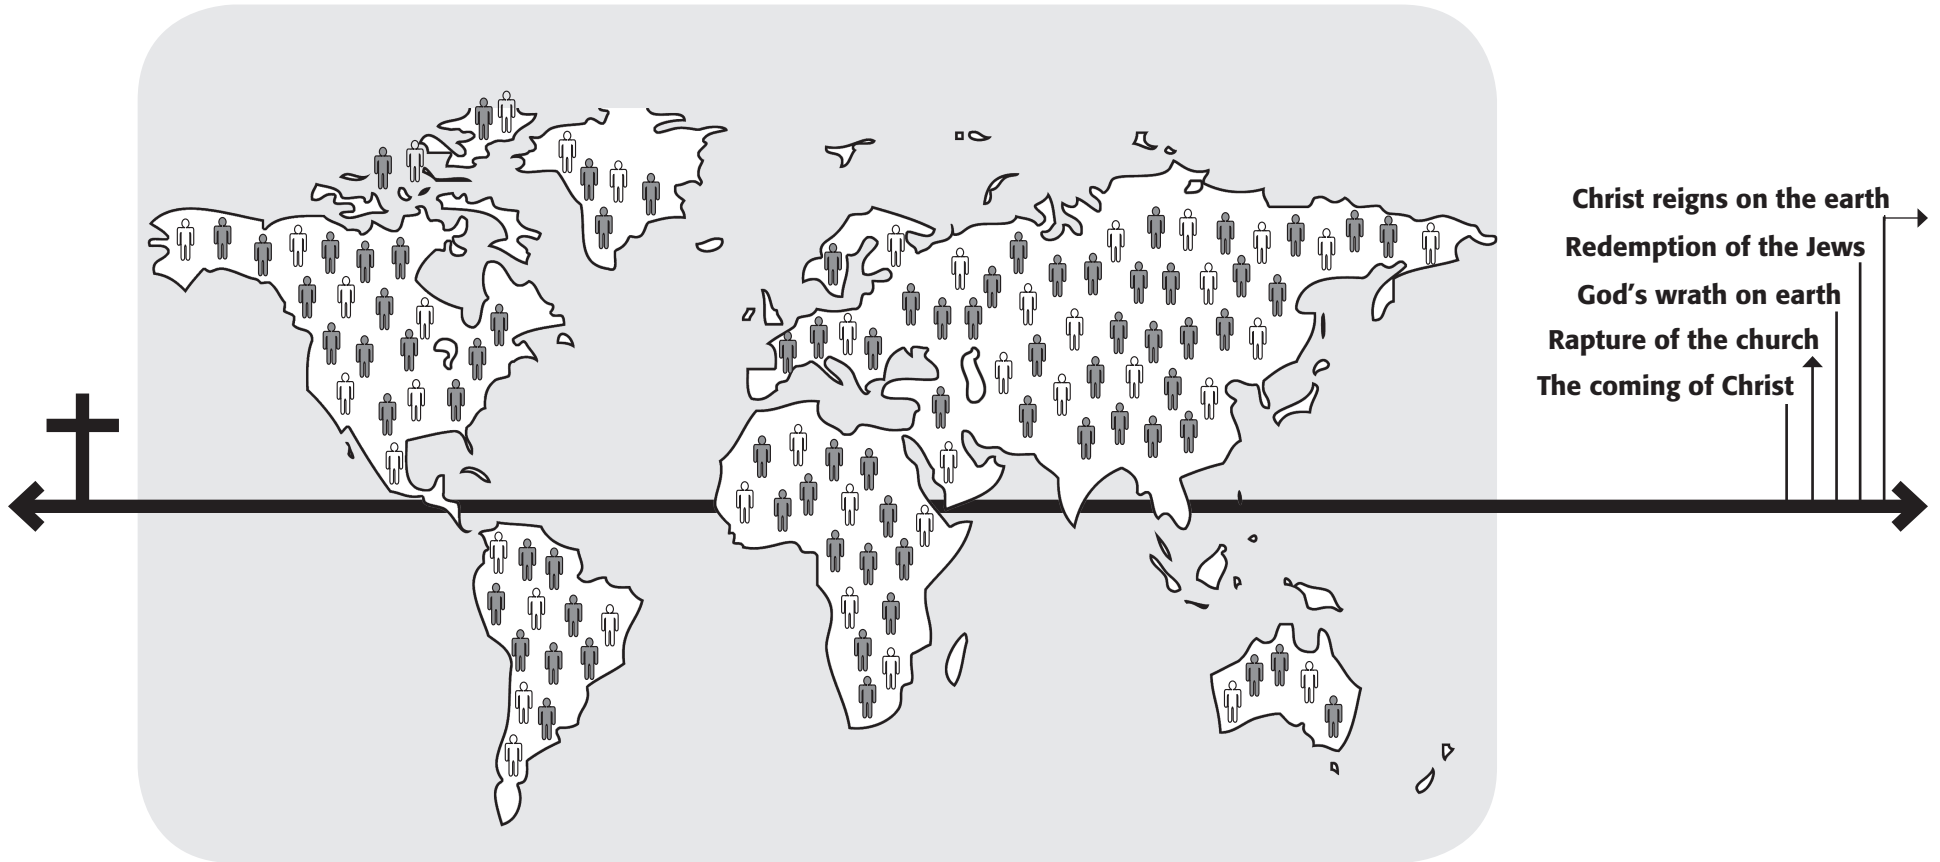 Christ reigns on the earth
Redemption of the Jews
God’s wrath on earth
Rapture of the church
The coming of Christ